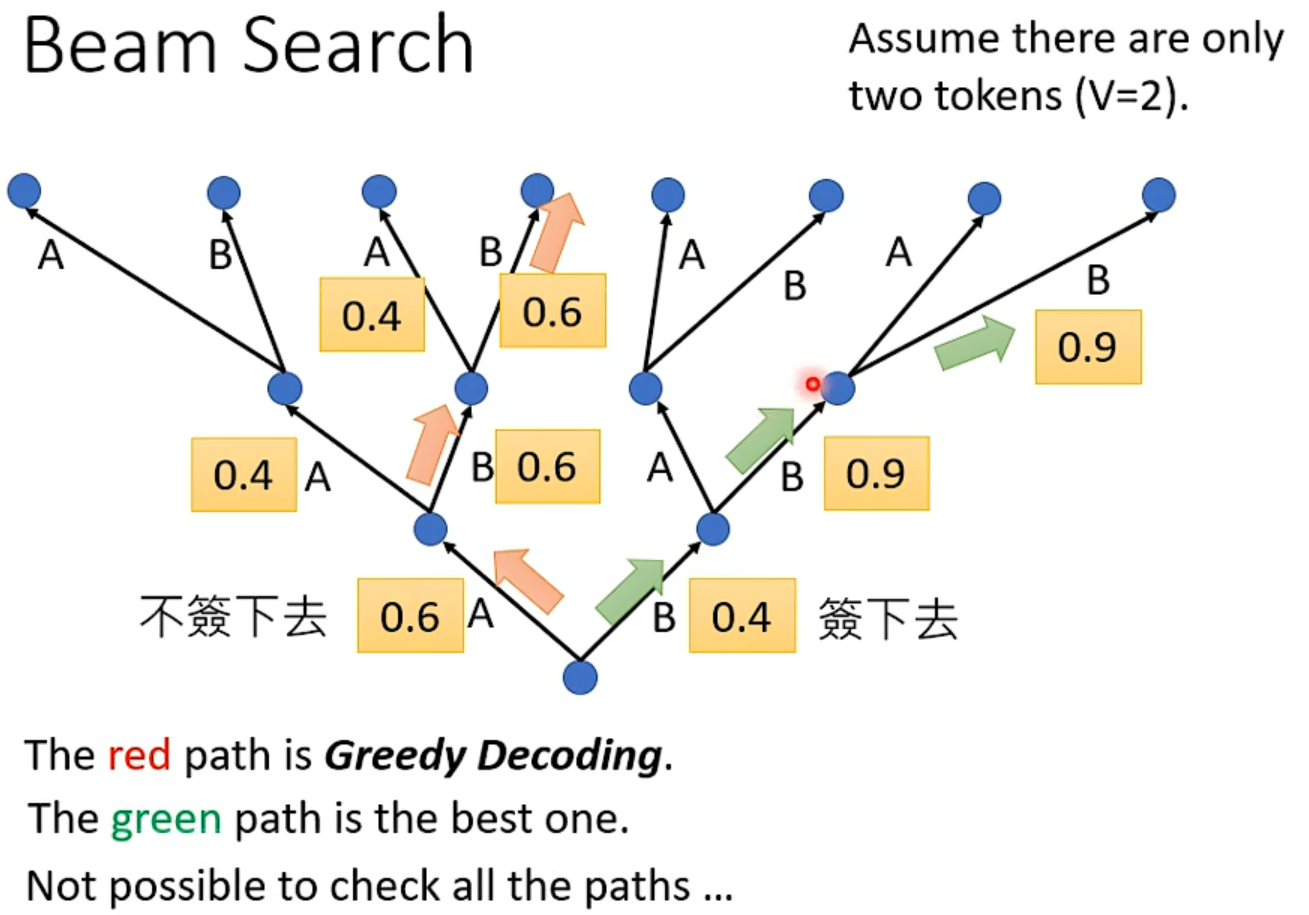 Beam Search
Assume there are only
two tokens (V=2).
A
B
A
B
A
B
A
B
0.4
0.6
0.9
0.4
A
B
0.6
A
B
0.9
不簽下去
0.6
A
B
0.4
簽下去
The red path is Greedy Decoding.
The green path is the best one.
Not possible to check all the paths ...